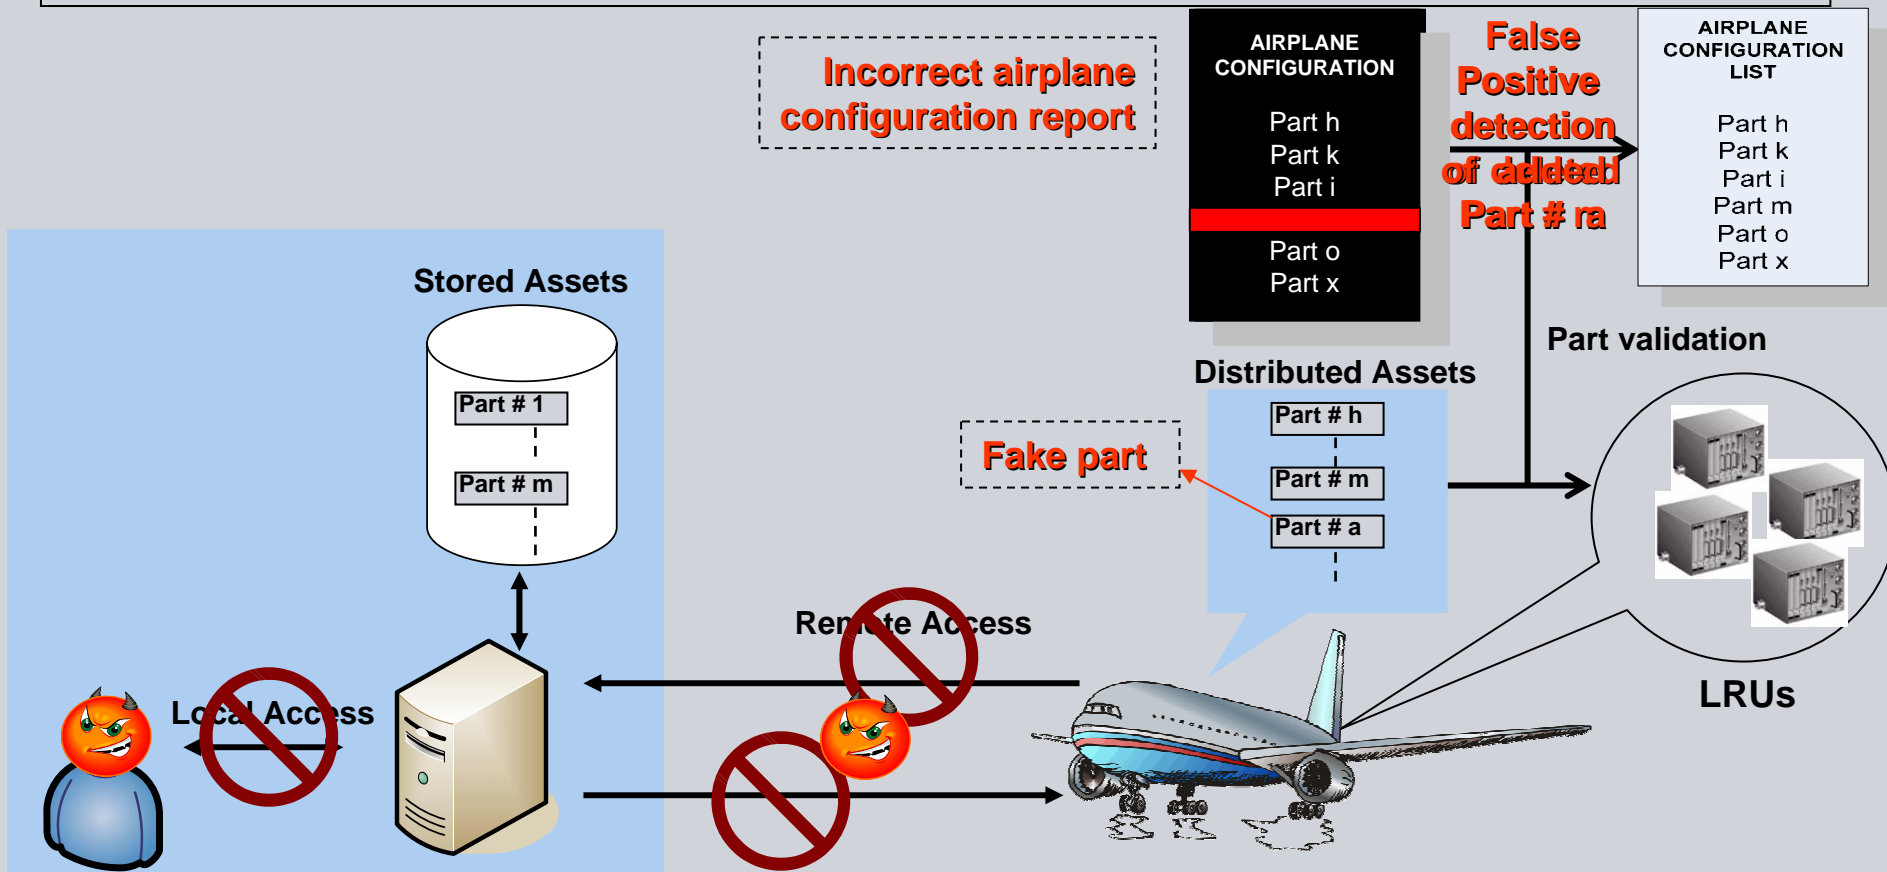 Incorrect airplane
configuration report
AIRPLANE
CONFIGURATION
Part h
Part k
Part i
Part o
Part x
False
Positive
detection
of
Part #
AIRPLANE
CONFIGURATION
LIST
Part h
Part k
Part i
Part m
Part o
Part x
Part validation
Stored Assets
Part # 1
Part # m
Distributed Assets
Part # h
Part # m
Part # a
Fake part
Remote Access
Local Access
LRUs